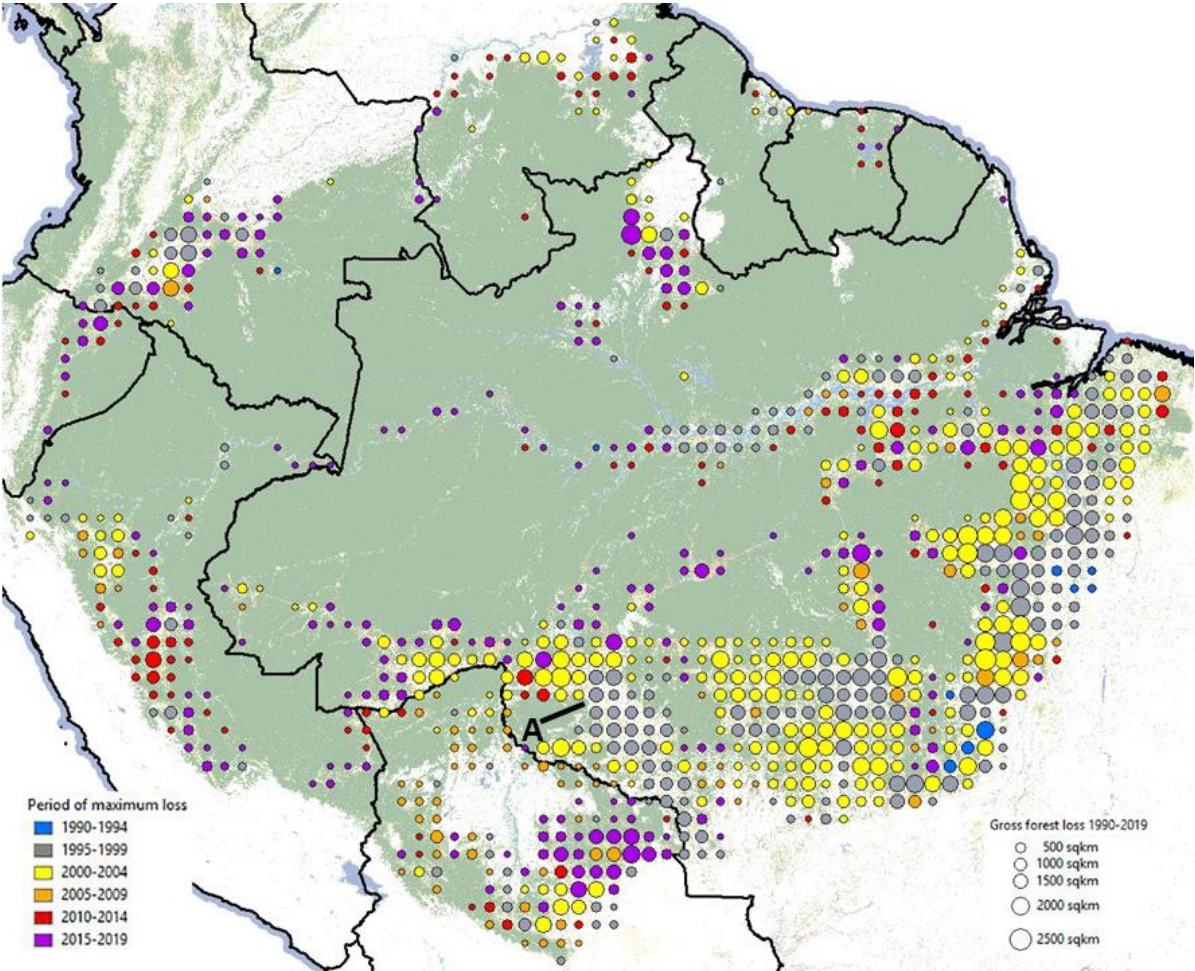 A
Period of maximum loss
1990-1994
1995-1999
2000-2004
2005-2009
2010-2014
2015-2019
Gross forest loss 1990-2019
500 sqkm
1000 sqkm
1500 sqkm
2000 sqkm
2500 sqkm